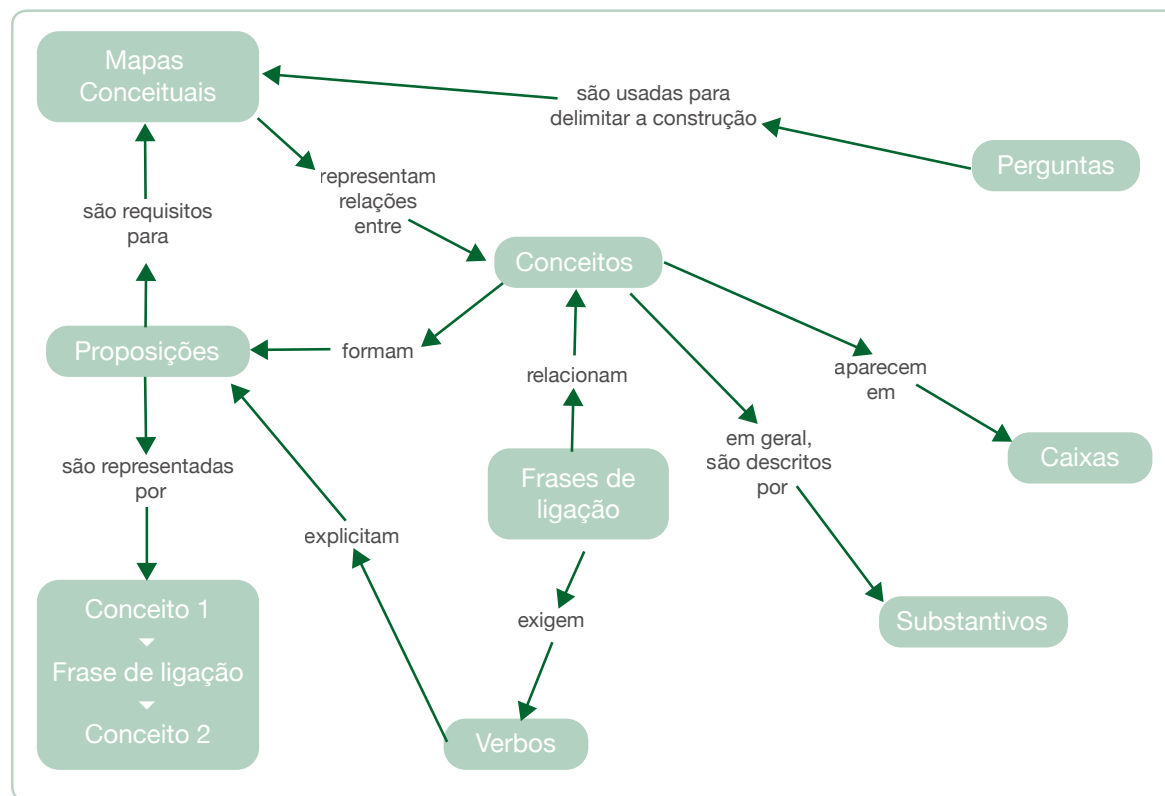 Mapas
Conceituais
são usadas para
delimitar a construção
Perguntas
representam
relações
entre
são requisitos
para
Conceitos
Proposições
formam
relacionam
aparecem
em
Caixas
em geral,
são descritos
por
são representadas
por
Frases de
ligação
explicitam
exigem
Substantivos
Conceito 1
Frase de ligação
Conceito 2
Verbos